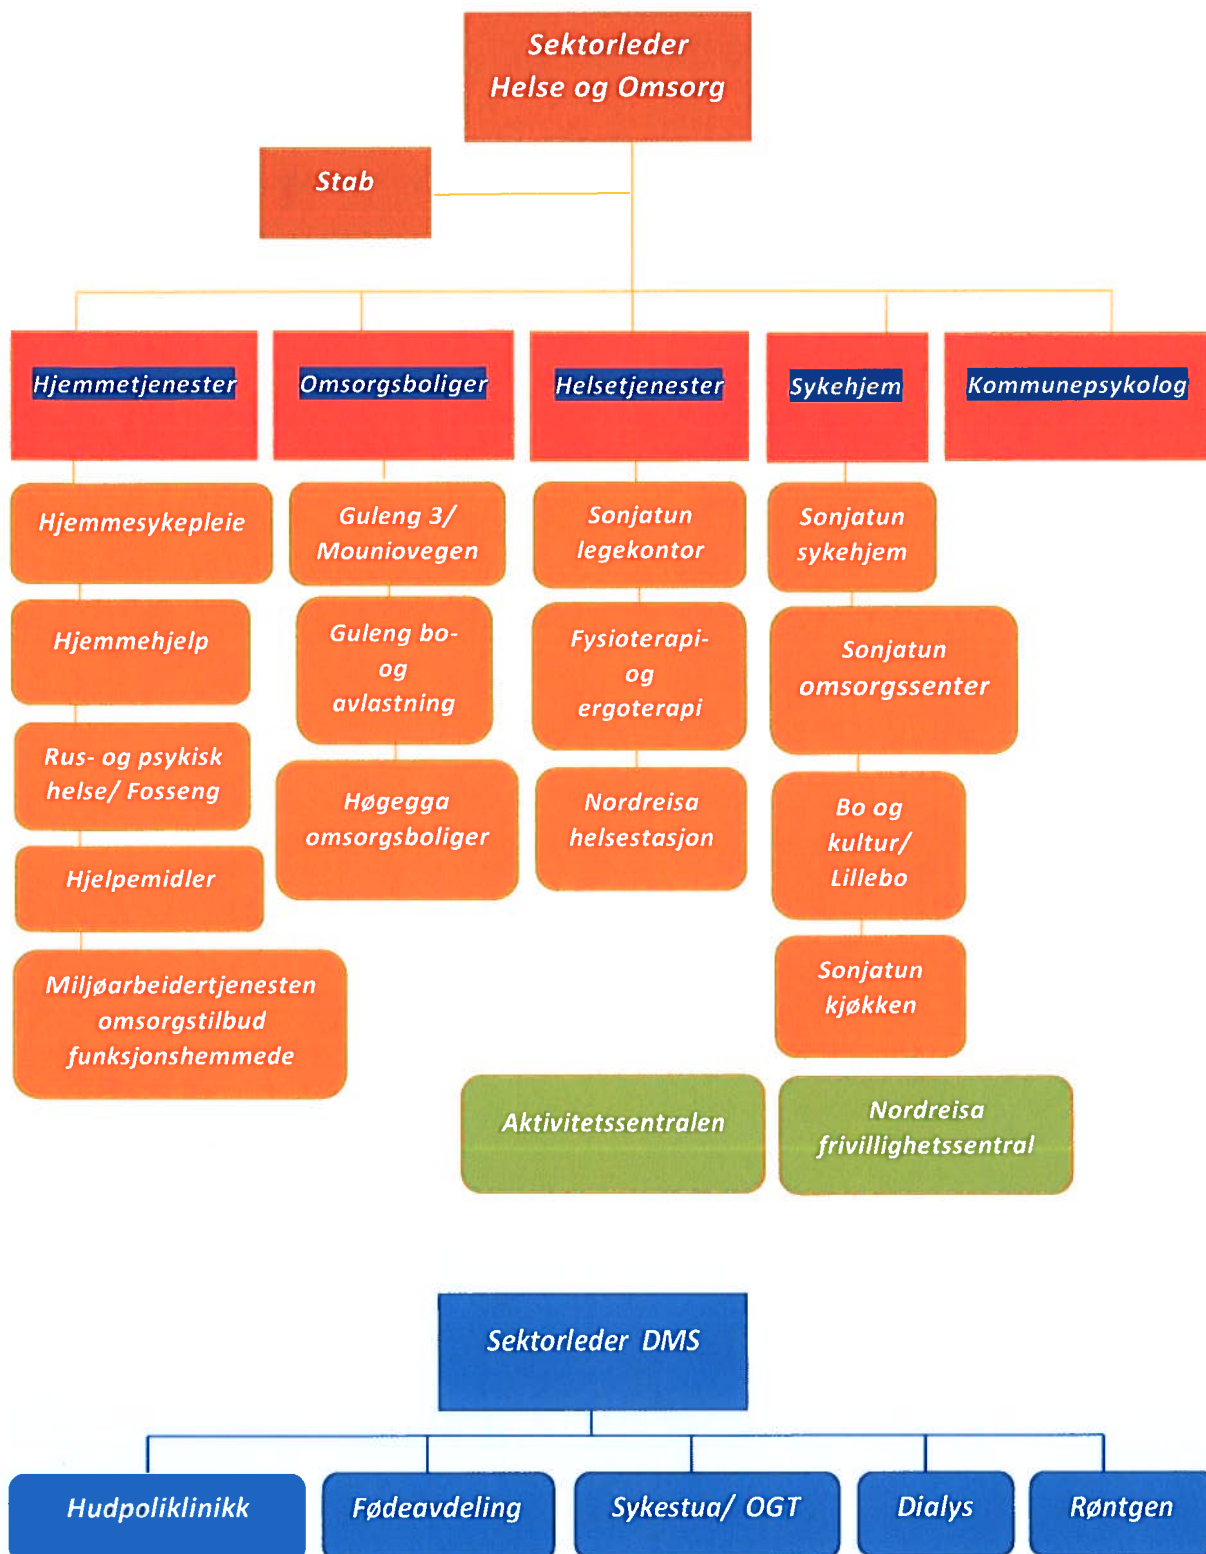 Sektorleder
Helse og Omsorg
Stab
Hjemmetjenester
Omsorgsboliger
Helsetjenester
Sykehjem
Kommunepsykolog
Hjemmesykepleie
Hjemmehjelp
Rus- og psykisk
helse/ Fosseng
Hjelpemidler
Miljøarbeidertjenesten
omsorgstilbud
funksjonshemmede
Guleng 3/
Mouniovegen
Guleng bo-
og
avlastning
Høgegga
omsorgsboliger
Sonjatun
legekontor
Fysioterapi-
og
ergoterapi
Nordreisa
helsestasjon
Sonjatun
sykehjem
Sonjatun
omsorgssenter
Bo og
kultur/
Lillebo
Sonjatun
kjøkken
Aktivitetssentralen
Nordreisa
frivillighetssentral
Sektorleder DMS
Hudpoliklinikk
Fødeavdeling
Sykestua/ OGT
Dialys
Røntgen